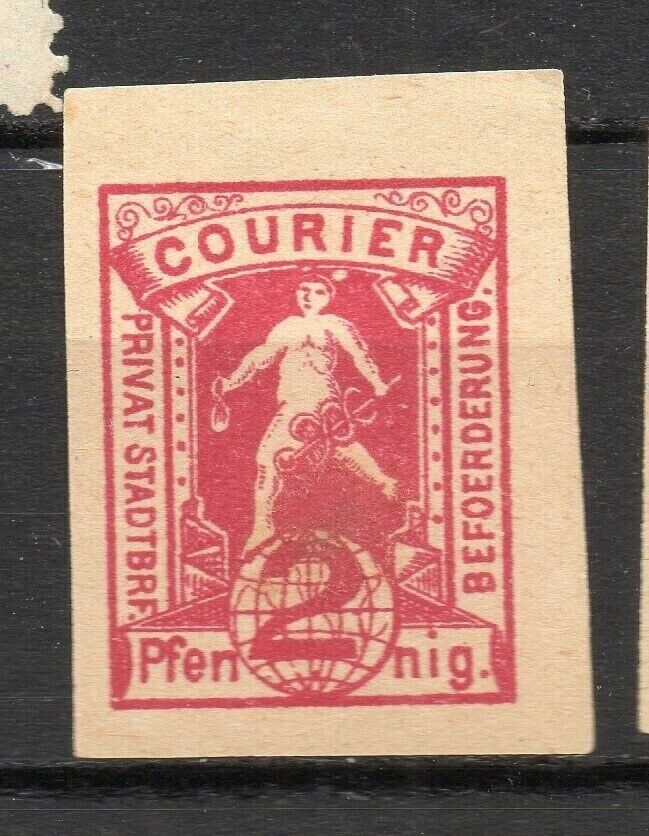 COURIER
PRIVAT STADTBRF.
BEFOERDERUNG.
Pfen 2 nig.